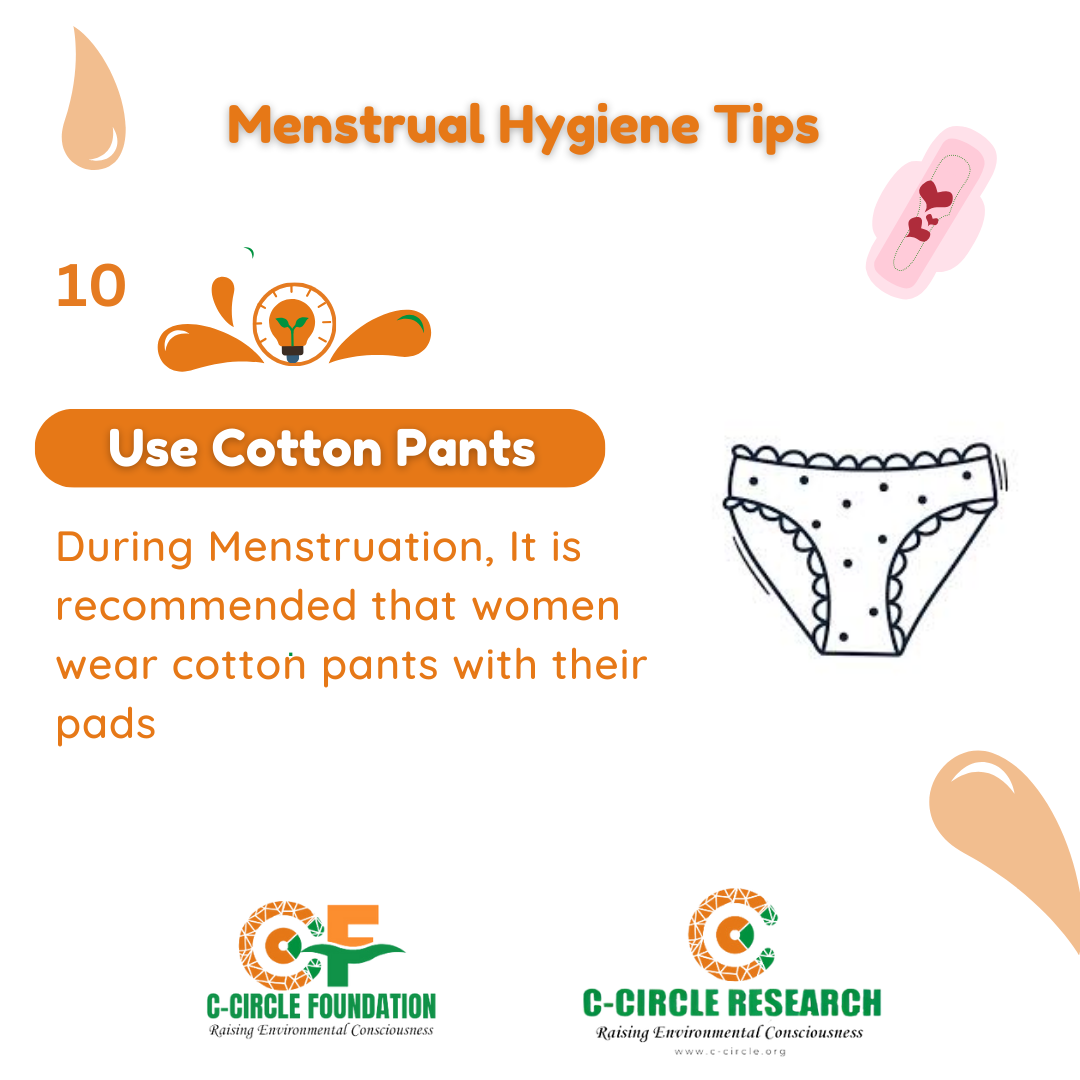 Menstrual Hygiene Tips
10
Use Cotton Pants
During Menstruation, It is
recommended that women
wear cotton pants with their
pads
CF
C-CIRCLE FOUNDATION
Raising Environmental Consciousness
C
C-CIRCLE RESEARCH
Raising Environmental Consciousness
www.c-circle.org